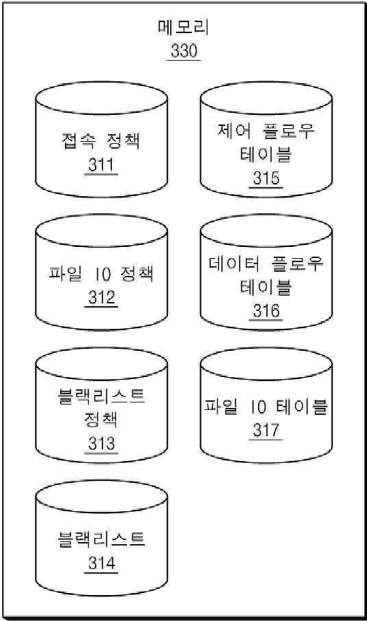 메모리
330
접속 정책
311
제어 플로우
테이블
315
파일 IO 정책
312
데이터 플로우
테이블
316
블랙리스트
정책
313
파일 IO 테이블
317
블랙리스트
314